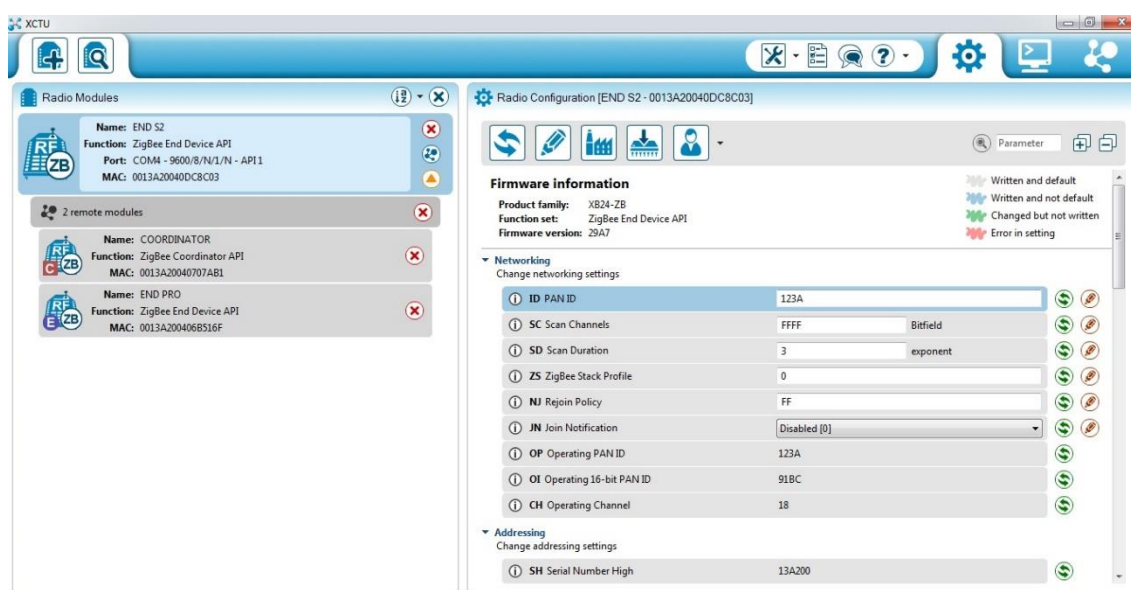 XCTU
Radio Modules
Name: END S2
Function: ZigBee End Device API
Port: COM4 - 9600/8/N/1/N - API 1
MAC: 0013A20040DC8C03
RF
ZB
2 remote modules
Name: COORDINATOR
Function: ZigBee Coordinator API
MAC: 0013A20040707AB1
RF
C ZB
Name: END PRO
Function: ZigBee End Device API
MAC: 0013A200406B516F
RF
E ZB
Radio Configuration [END S2 - 0013A20040DC8C03]
Parameter
Firmware information
Product family: XB24-ZB
Function set: ZigBee End Device API
Firmware version: 29A7
Written and default
Written and not default
Changed but not written
Error in setting
Networking
Change networking settings
ID PAN ID 123A
SC Scan Channels FFFF Bitfield
SD Scan Duration 3 exponent
ZS ZigBee Stack Profile 0
NJ Rejoin Policy FF
JN Join Notification Disabled [0]
OP Operating PAN ID 123A
OI Operating 16-bit PAN ID 91BC
CH Operating Channel 18
Addressing
Change addressing settings
SH Serial Number High 13A200